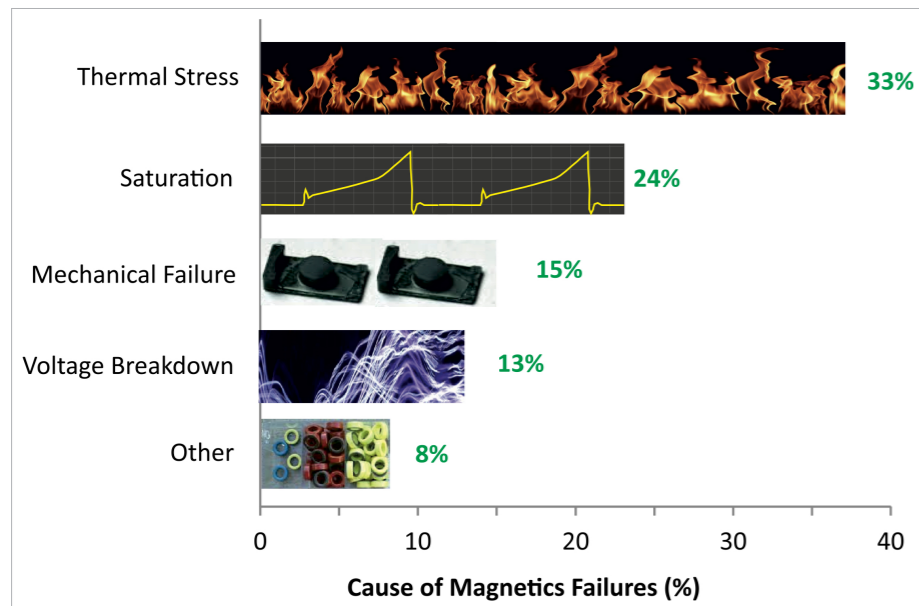 Thermal Stress
33%
Saturation
24%
Mechanical Failure
15%
Voltage Breakdown
13%
Other
8%
0 10 20 30 40
Cause of Magnetics Failures (%)